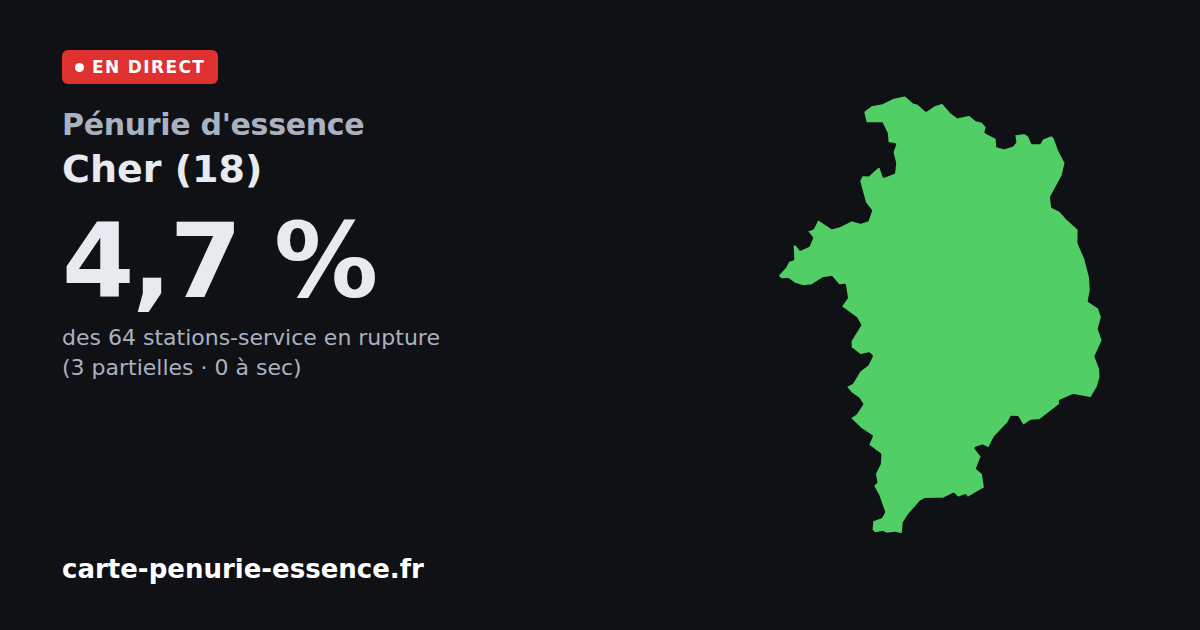 EN DIRECT
Pénurie d'essence
Cher (18)
4,7 %
des 64 stations-service en rupture
(3 partielles · 0 à sec)
carte-penurie-essence.fr